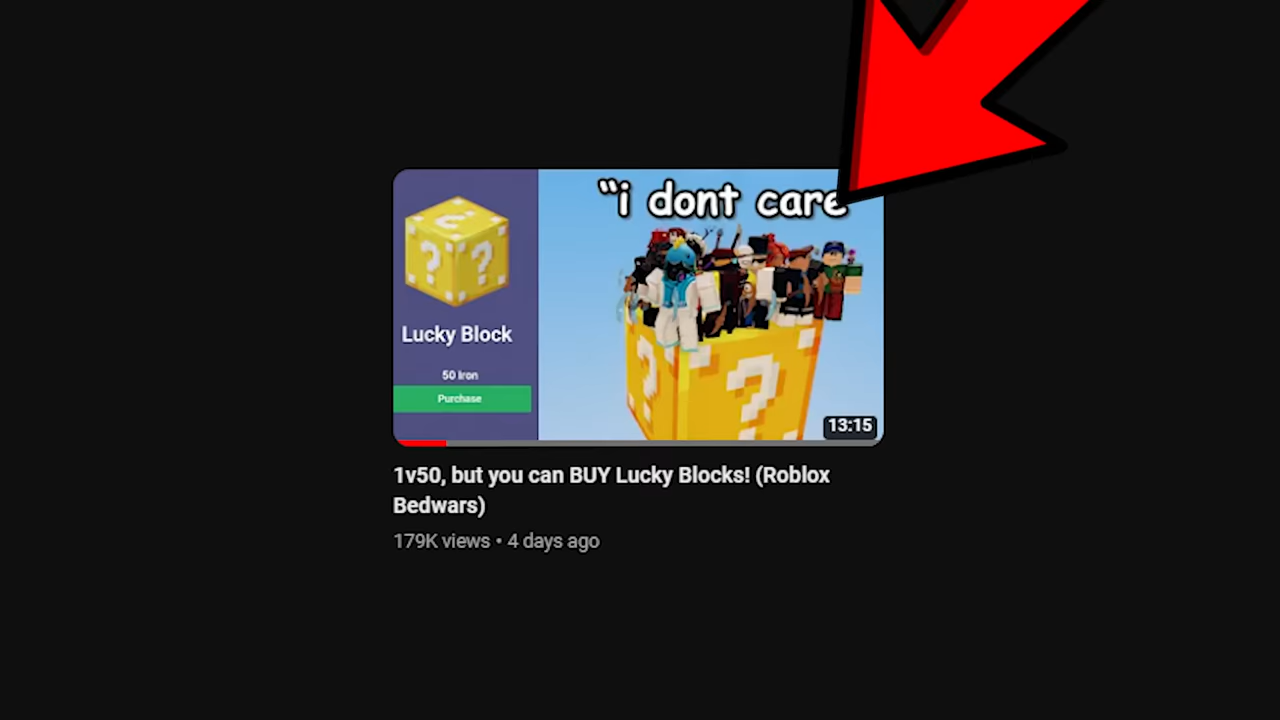 “i dont care
? ? ?
Lucky Block
50 Iron
Purchase
? ?
13:15
1v50, but you can BUY Lucky Blocks! (Roblox
Bedwars)
179K views • 4 days ago